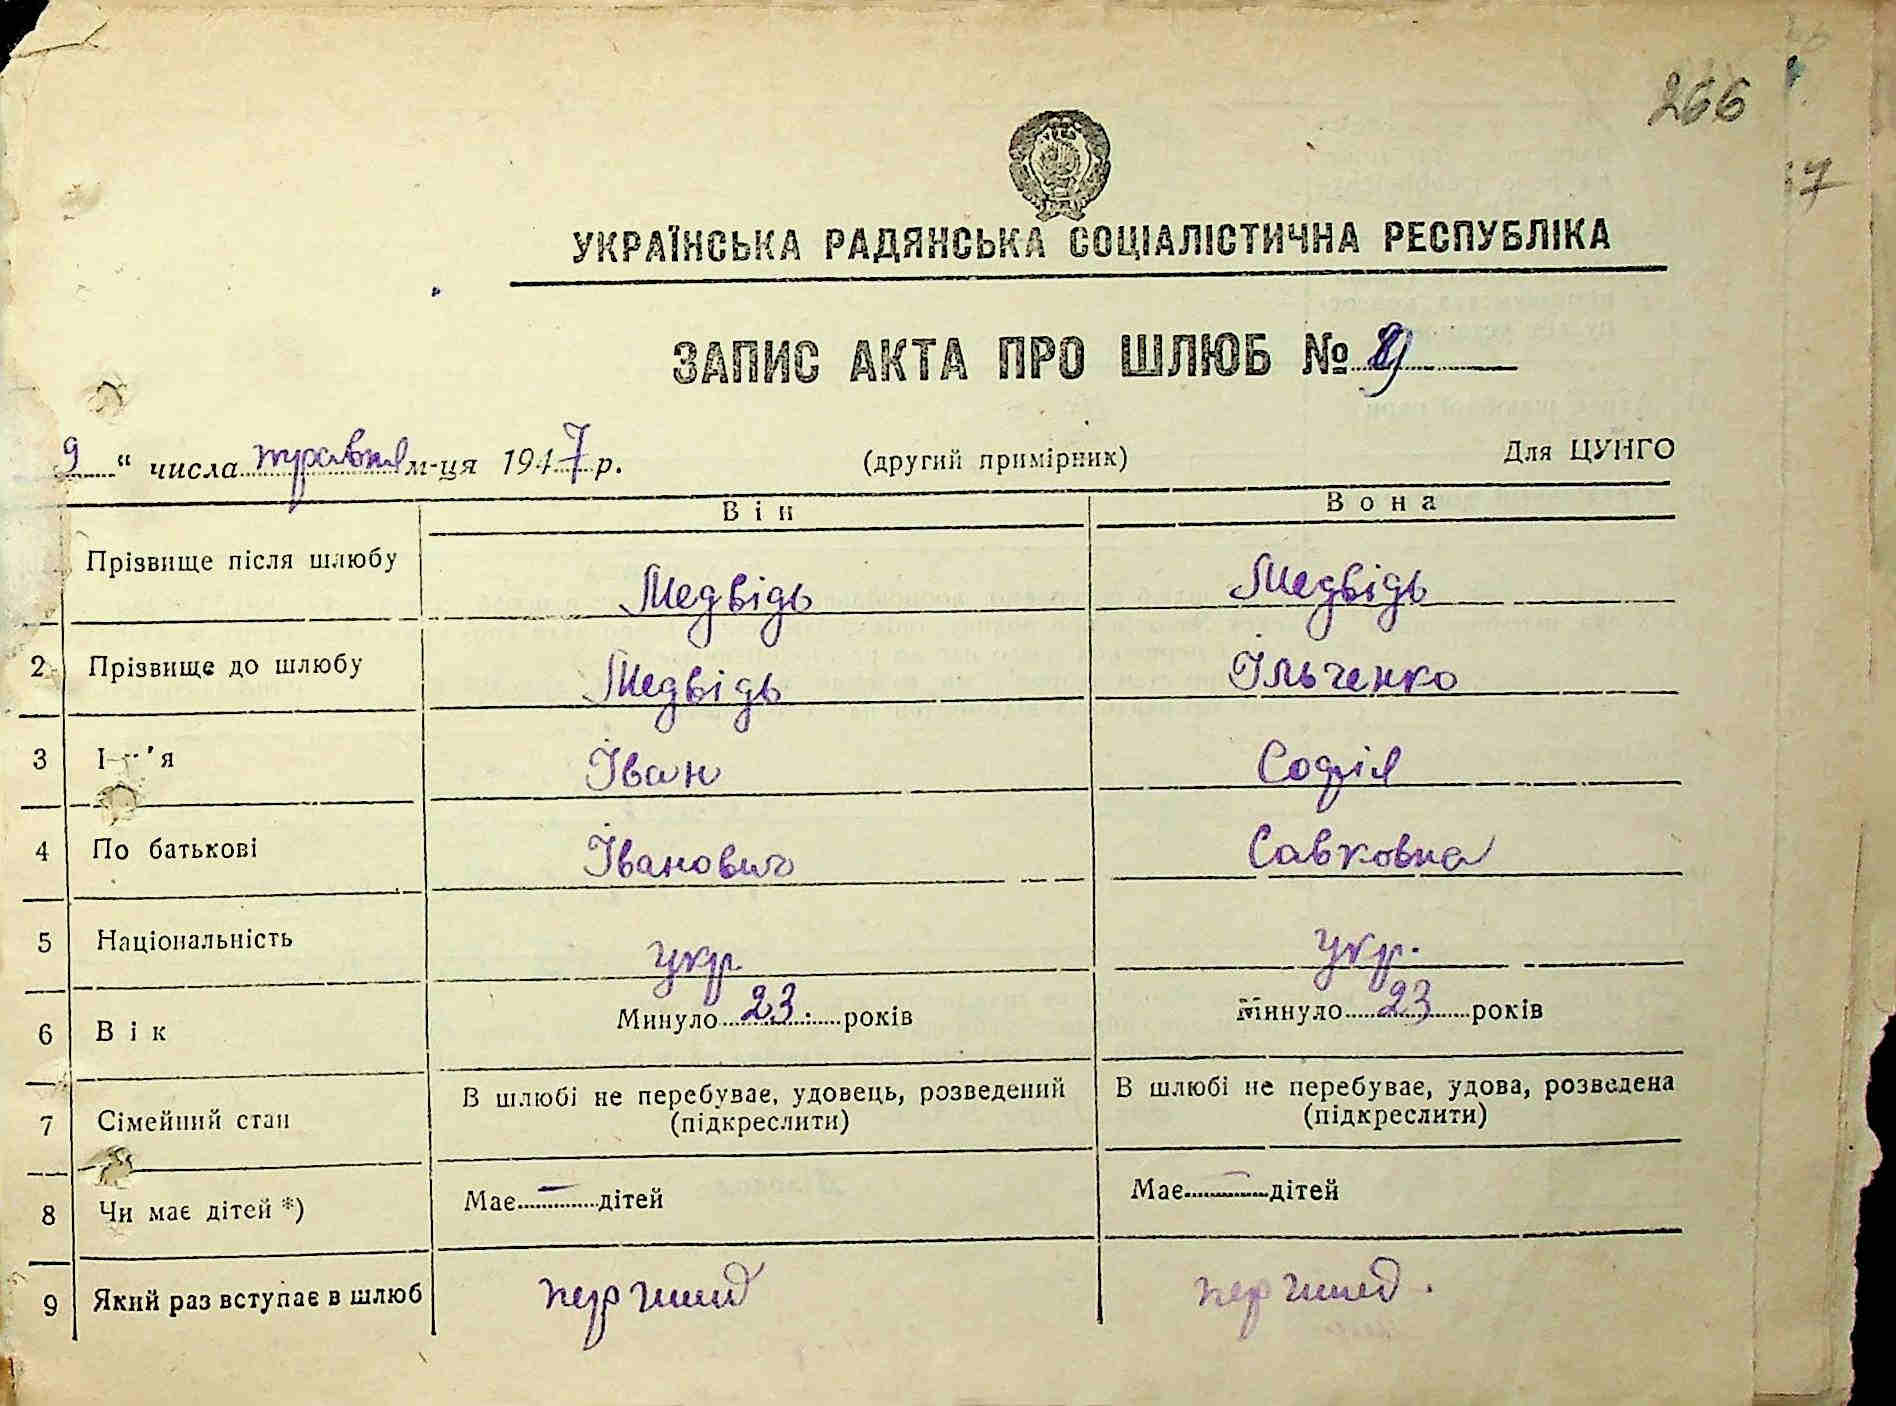 266
17
УКРАЇНСЬКА РАДЯНСЬКА СОЦІАЛІСТИЧНА РЕСПУБЛІКА
ЗАПИС АКТА ПРО ШЛЮБ №
9 " числа травня м-ця 1947 р. (другий примірник) Для ЦУНГО
Він Вона
Прізвище після шлюбу Медвідь Медвідь
2 Прізвище до шлюбу Медвідь Ільченко
3 І'я Іван Софія
4 По батькові Іванович Савковна
5 Національність укр. укр.
6 Вік Минуло 23 років Минуло 23 років
7 Сімейний стан В шлюбі не перебуває, удовець, розведений (підкреслити) В шлюбі не перебуває, удова, розведена (підкреслити)
8 Чи має дітей *) Має — дітей Має — дітей
9 Який раз вступає в шлюб перший перший.